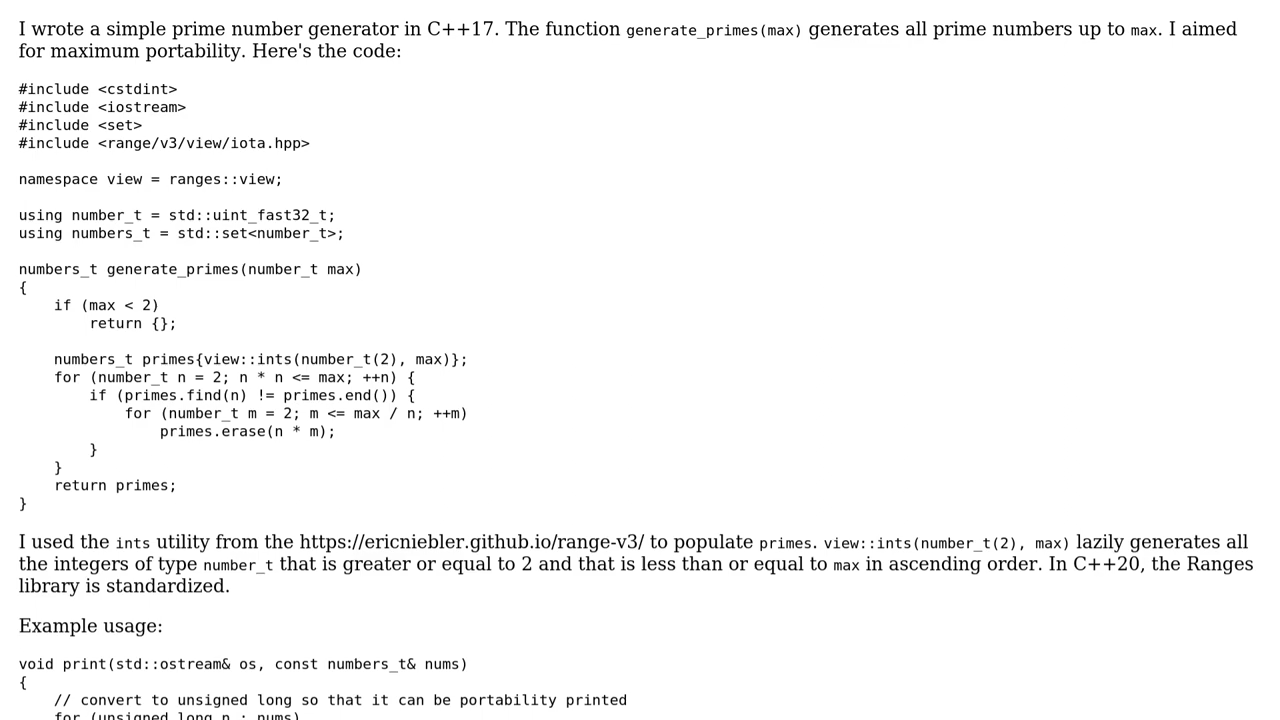 I wrote a simple prime number generator in C++17. The function generate_primes(max) generates all prime numbers up to max. I aimed
for maximum portability. Here's the code:
#include <cstdint>
#include <iostream>
#include <set>
#include <range/v3/view/iota.hpp>
namespace view = ranges::view;
using number_t = std::uint_fast32_t;
using numbers_t = std::set<number_t>;
numbers_t generate_primes(number_t max)
{
    if (max < 2)
        return {};
    numbers_t primes{view::ints(number_t(2), max)};
    for (number_t n = 2; n * n <= max; ++n) {
        if (primes.find(n) != primes.end()) {
            for (number_t m = 2; m <= max / n; ++m)
                primes.erase(n * m);
        }
    }
    return primes;
}
I used the ints utility from the https://ericniebler.github.io/range-v3/ to populate primes. view::ints(number_t(2), max) lazily generates all
the integers of type number_t that is greater or equal to 2 and that is less than or equal to max in ascending order. In C++20, the Ranges
library is standardized.
Example usage:
void print(std::ostream& os, const numbers_t& nums)
{
    // convert to unsigned long so that it can be portability printed
    for (unsigned long n : nums)